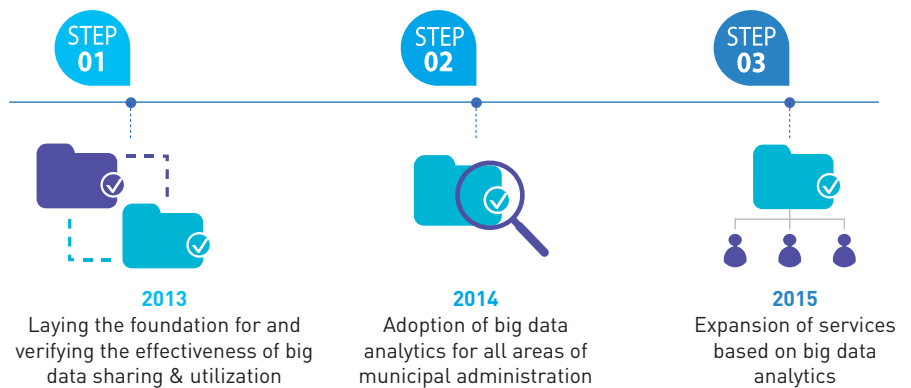 STEP
01
STEP
02
STEP
03
2013
Laying the foundation for and
verifying the effectiveness of big
data sharing & utilization
2014
Adoption of big data
analytics for all areas of
municipal administration
2015
Expansion of services
based on big data
analytics